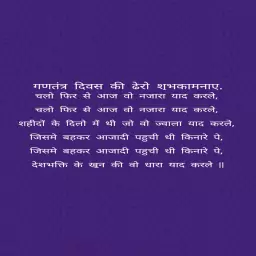 गणतंत्र दिवस की ढेरो शुभकामनाए.
चलो फिर से आज वो नजारा याद करले,
चलो फिर से आज वो नजारा याद करले,
शहीदों के दिलो में थी जो वो ज्वाला याद करले,
जिसमे बहकर आजादी पहुची थी किनारे पे,
जिसमे बहकर आजादी पहुची थी किनारे पे,
देशभक्ति के खून की वो धारा याद करले ||